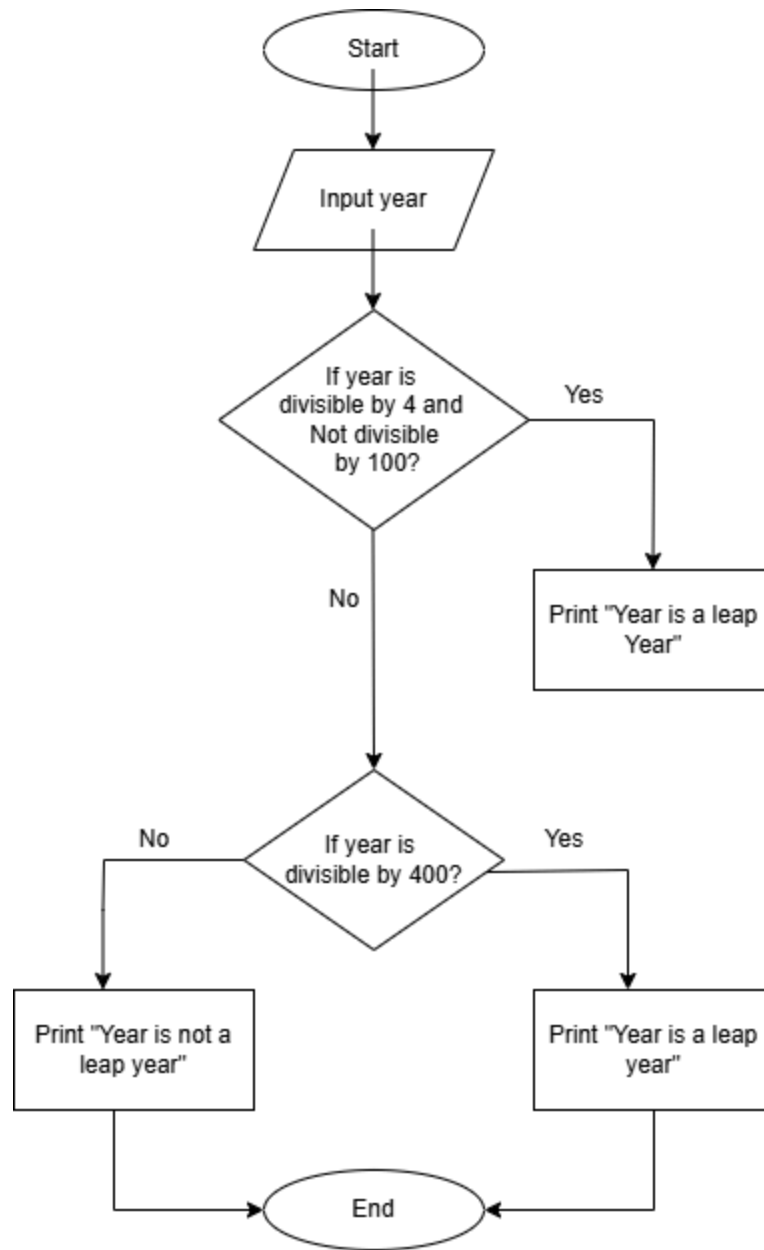 Start
Input year
If year is
divisible by 4 and
Not divisible
by 100?
Yes
No
Print "Year is a leap
Year"
If year is
divisible by 400?
No
Yes
Print "Year is not a
leap year"
Print "Year is a leap
year"
End